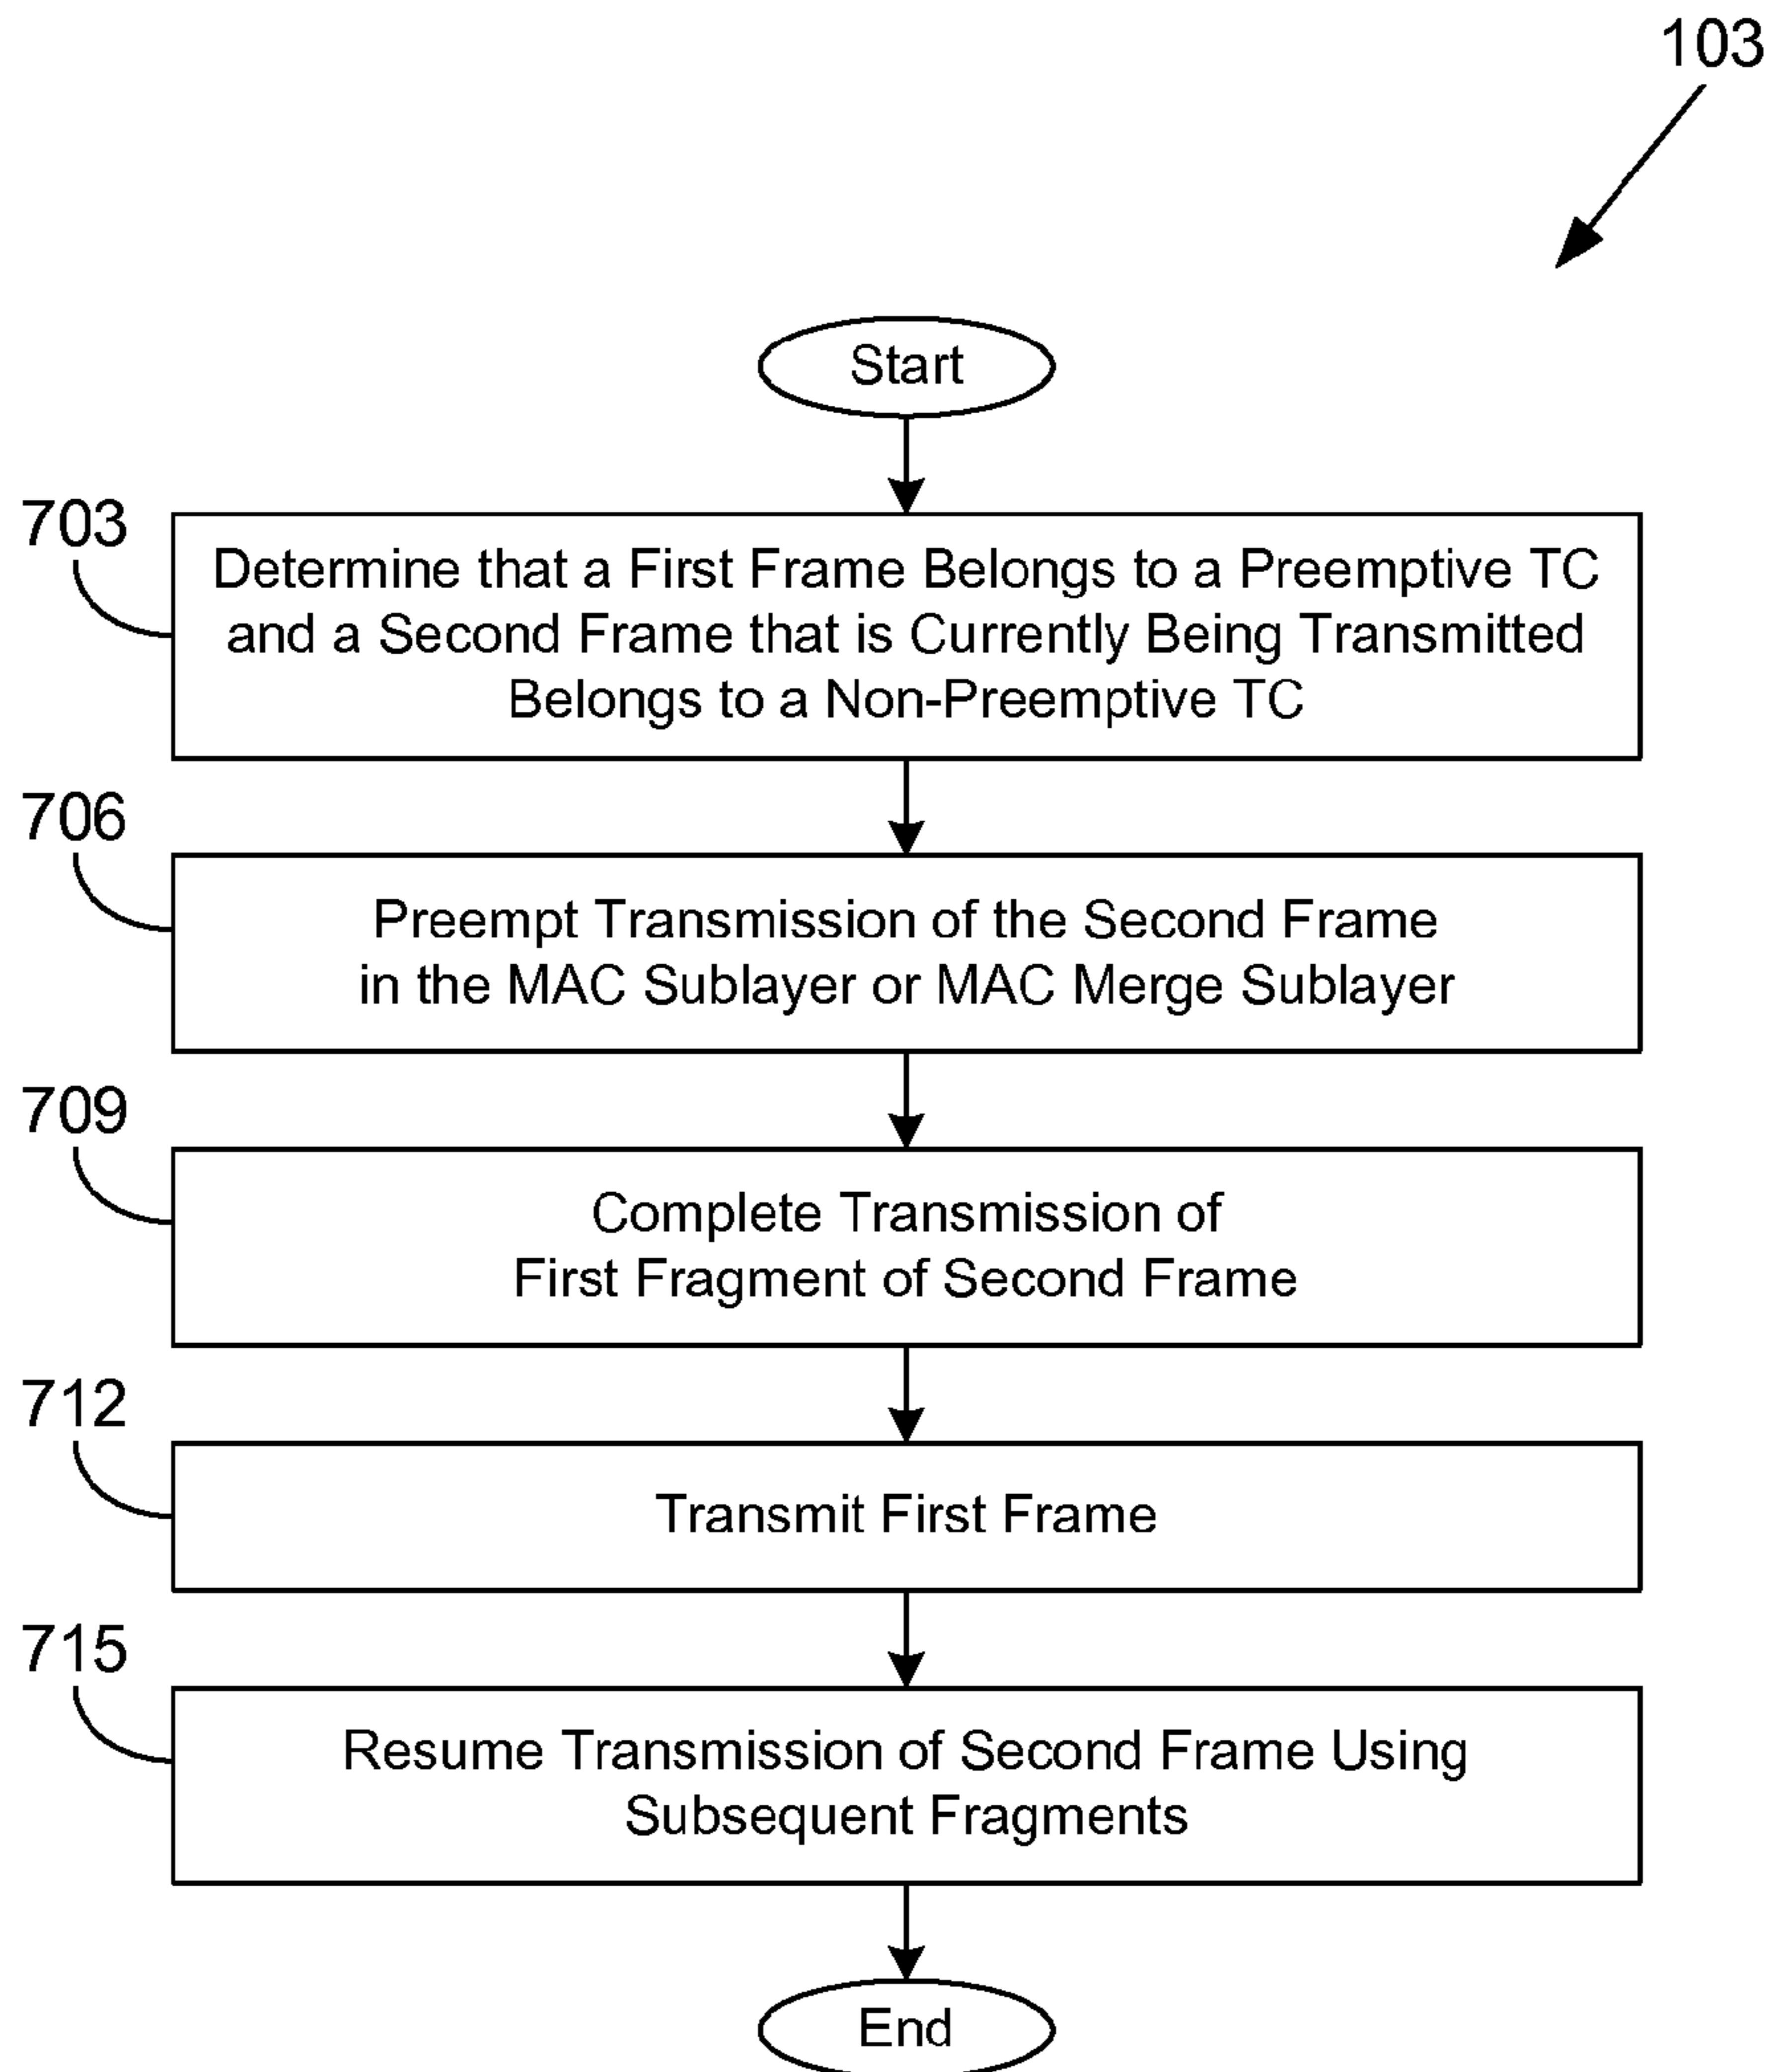 103
Start
703
Determine that a First Frame Belongs to a Preemptive TC
and a Second Frame that is Currently Being Transmitted
Belongs to a Non-Preemptive TC
706
Preempt Transmission of the Second Frame
in the MAC Sublayer or MAC Merge Sublayer
709
Complete Transmission of
First Fragment of Second Frame
712
Transmit First Frame
715
Resume Transmission of Second Frame Using
Subsequent Fragments
End